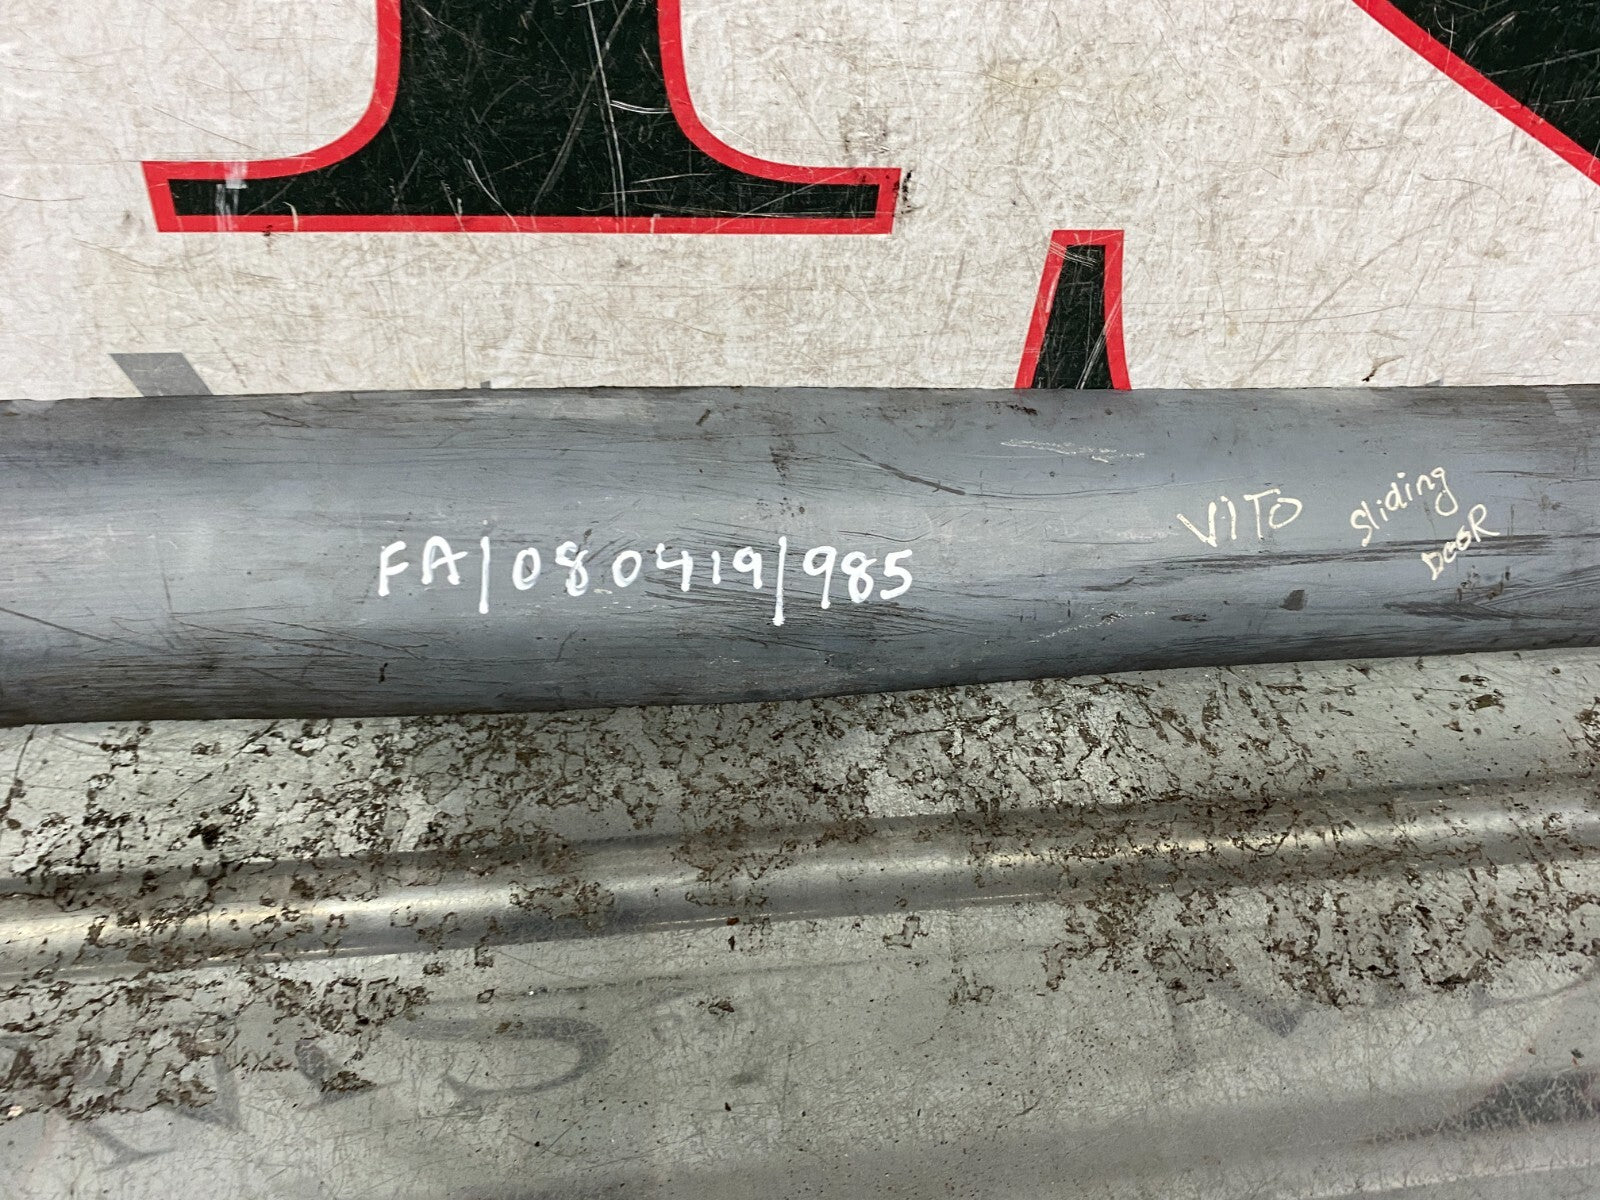 FA/080419/985
VITO sliding
DOOR